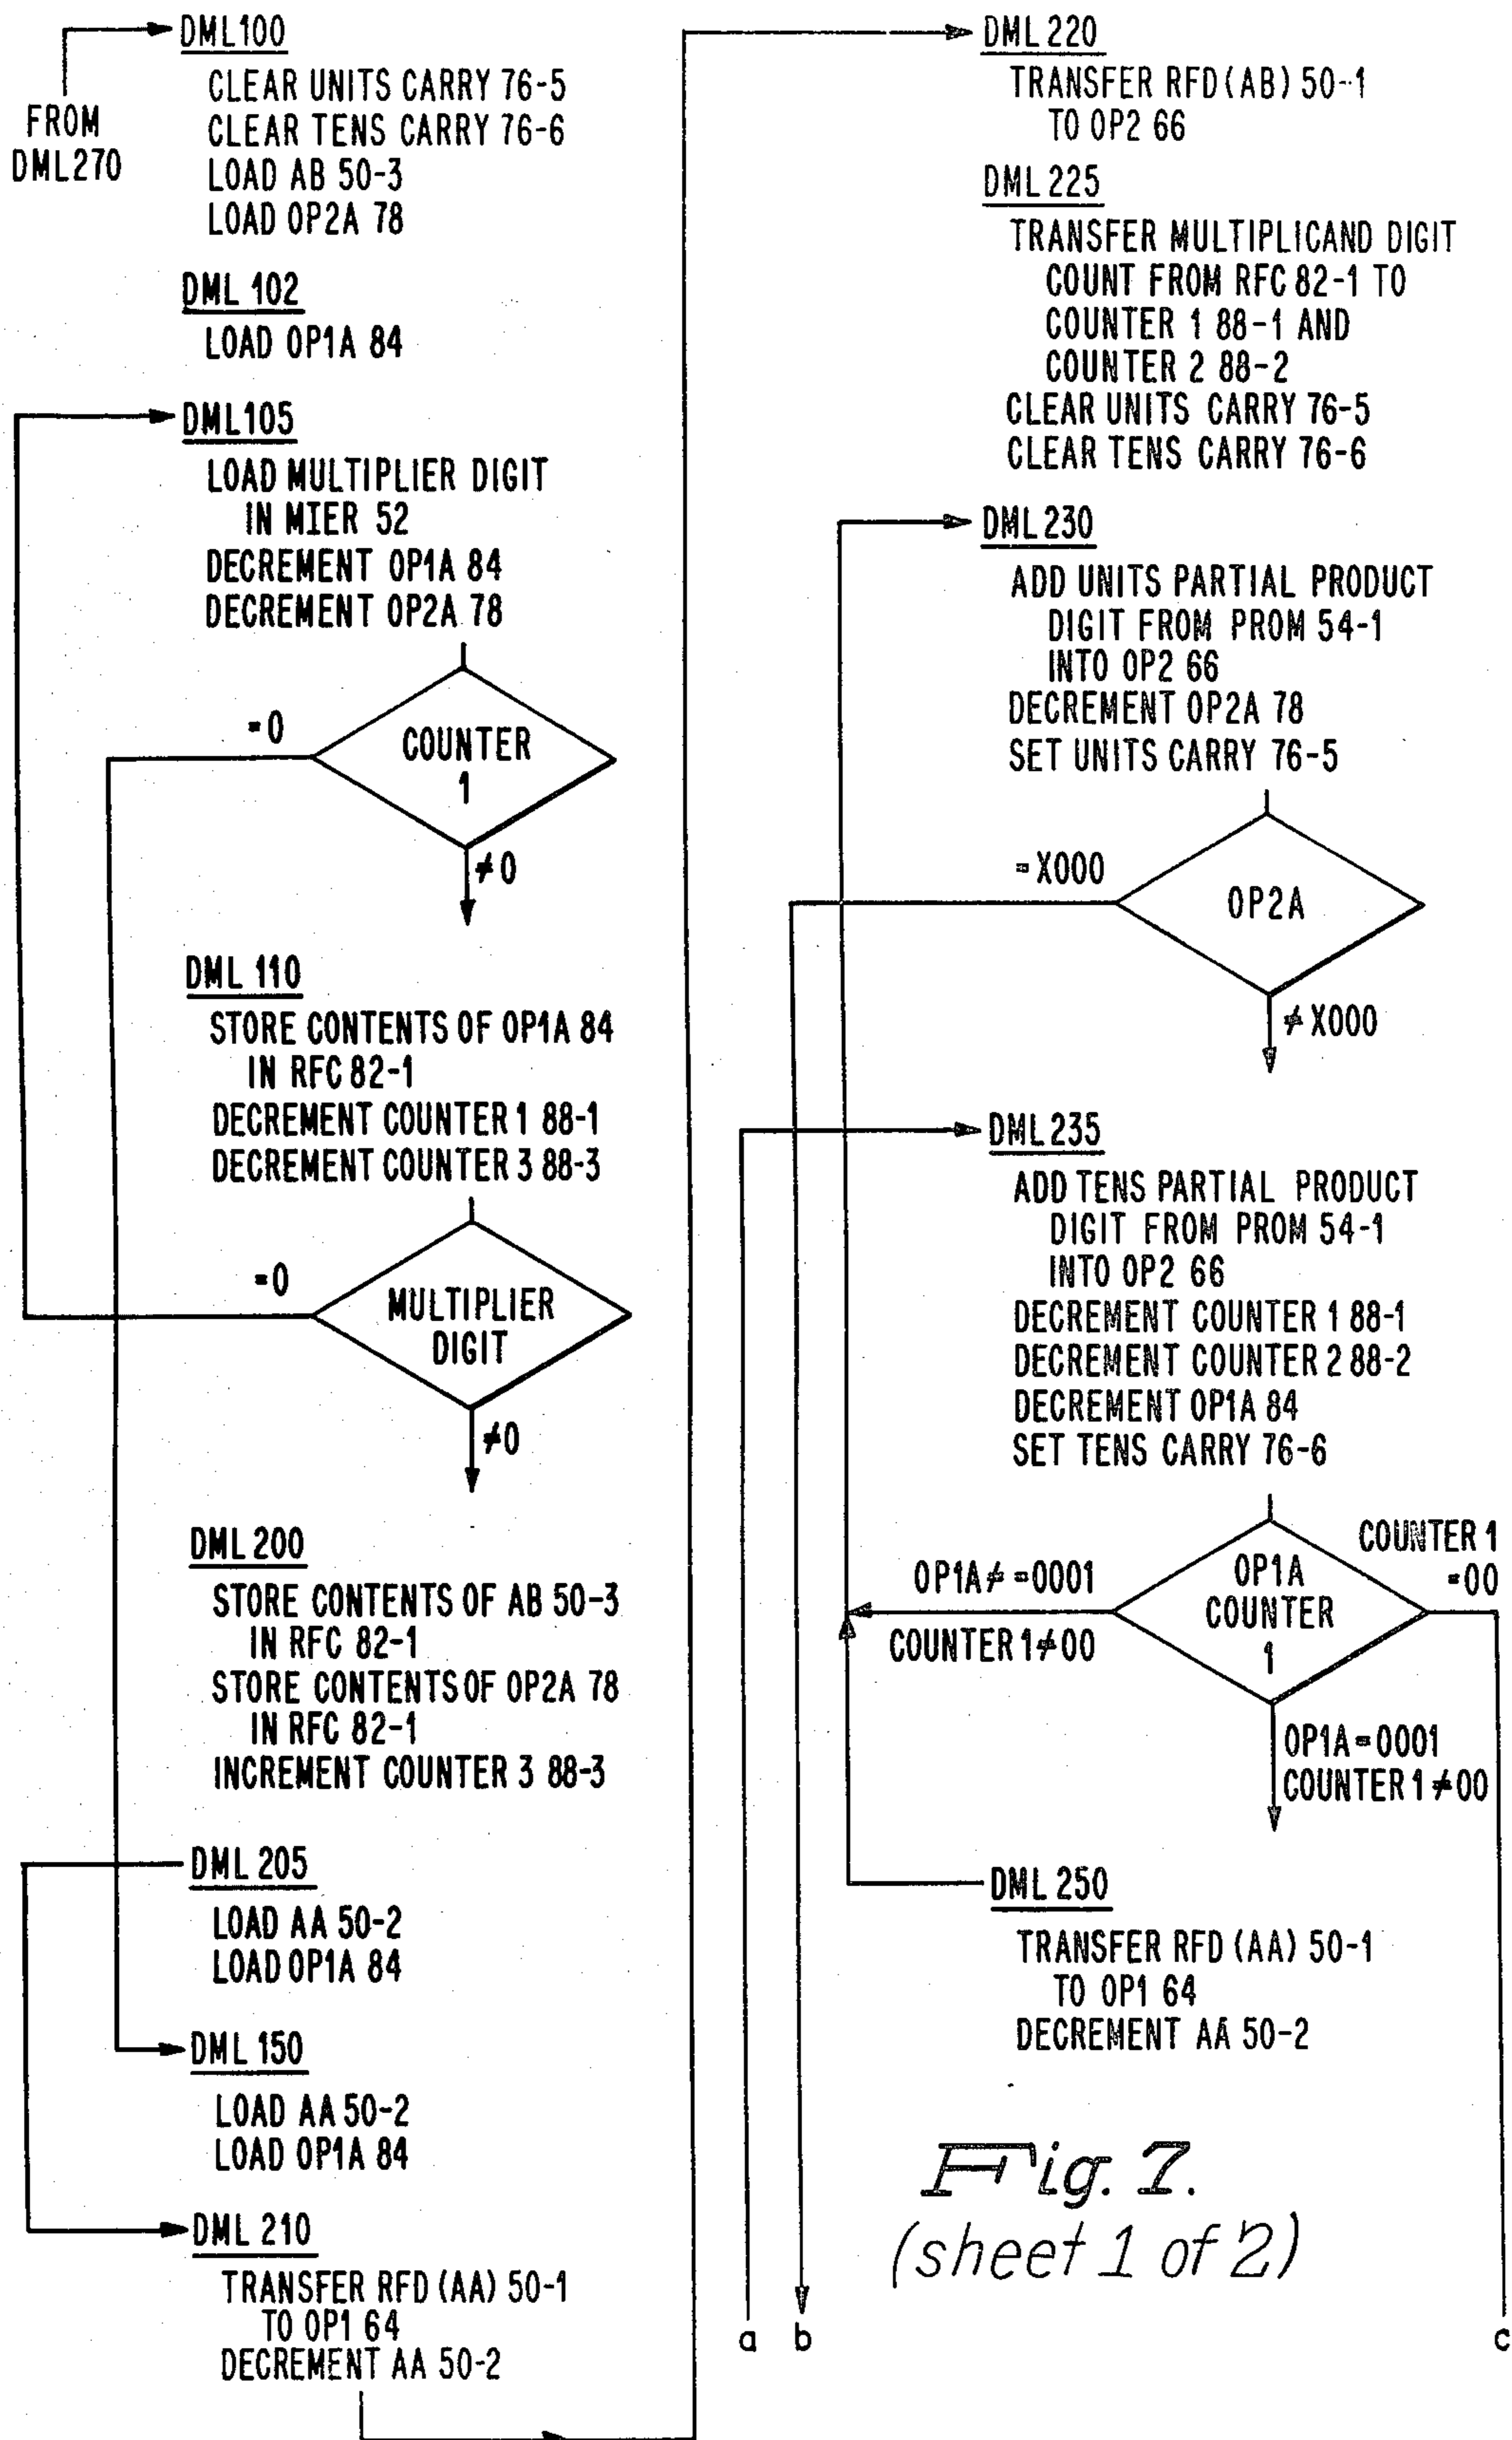 DML100
CLEAR UNITS CARRY 76-5
CLEAR TENS CARRY 76-6
LOAD AB 50-3
LOAD OP2A 78
FROM
DML270
DML 102
LOAD OP1A 84
DML105
LOAD MULTIPLIER DIGIT
IN MIER 52
DECREMENT OP1A 84
DECREMENT OP2A 78
=0
COUNTER
1
≠0
DML 110
STORE CONTENTS OF OP1A 84
IN RFC 82-1
DECREMENT COUNTER 1 88-1
DECREMENT COUNTER 3 88-3
=0
MULTIPLIER
DIGIT
≠0
DML 200
STORE CONTENTS OF AB 50-3
IN RFC 82-1
STORE CONTENTS OF OP2A 78
IN RFC 82-1
INCREMENT COUNTER 3 88-3
DML 205
LOAD AA 50-2
LOAD OP1A 84
DML 150
LOAD AA 50-2
LOAD OP1A 84
DML 210
TRANSFER RFD (AA) 50-1
TO OP1 64
DECREMENT AA 50-2
DML 220
TRANSFER RFD (AB) 50-1
TO OP2 66
DML 225
TRANSFER MULTIPLICAND DIGIT
COUNT FROM RFC 82-1 TO
COUNTER 1 88-1 AND
COUNTER 2 88-2
CLEAR UNITS CARRY 76-5
CLEAR TENS CARRY 76-6
DML 230
ADD UNITS PARTIAL PRODUCT
DIGIT FROM PROM 54-1
INTO OP2 66
DECREMENT OP2A 78
SET UNITS CARRY 76-5
=X000
OP2A
≠X000
DML 235
ADD TENS PARTIAL PRODUCT
DIGIT FROM PROM 54-1
INTO OP2 66
DECREMENT COUNTER 1 88-1
DECREMENT COUNTER 2 88-2
DECREMENT OP1A 84
SET TENS CARRY 76-6
OP1A≠=0001
COUNTER 1≠00
OP1A
COUNTER
1
COUNTER 1
=00
OP1A=0001
COUNTER 1≠00
DML 250
TRANSFER RFD (AA) 50-1
TO OP1 64
DECREMENT AA 50-2
Fig. 7.
(sheet 1 of 2)
a b c